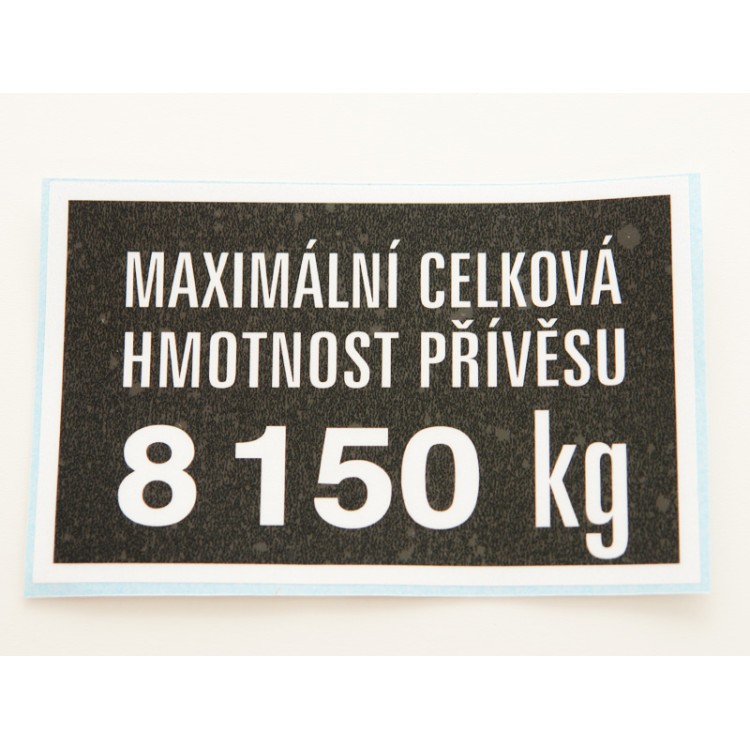 MAXIMÁLNÍ CELKOVÁ
HMOTNOST PŘÍVĚSU
8 150 kg